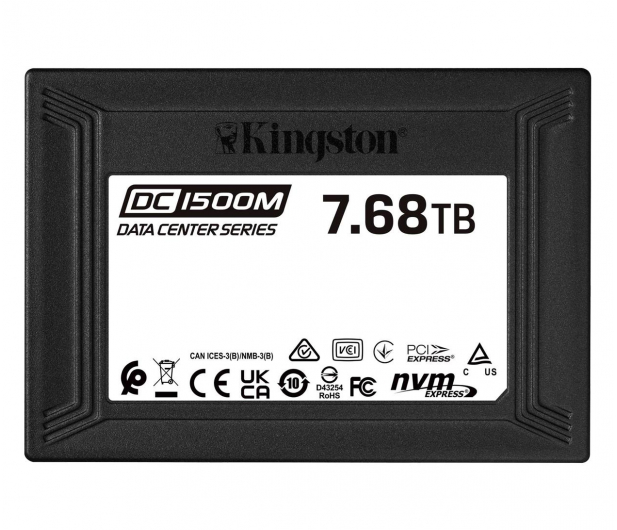 Kingston®
DC1500M
7.68TB
DATA CENTER SERIES
CAN ICES-3(B)/NMB-3(B)
VCI
PCI
EXPRESS®
C US
CE
UK
CA
10
D43254
RoHS
FC
nvm
EXPRESS